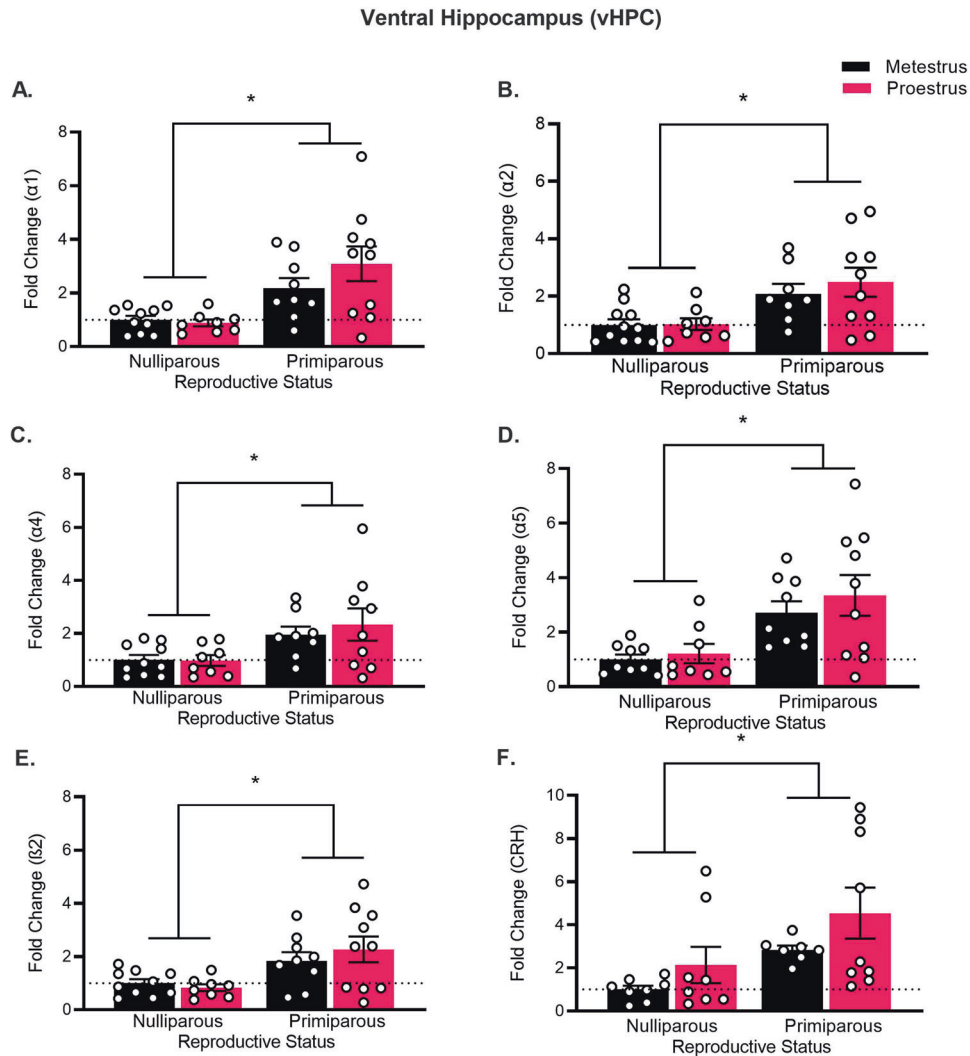 Ventral Hippocampus (vHPC)
Metestrus
Proestrus
A.
*
Fold Change (α1)
8
6
4
2
0
Nulliparous Primiparous
Reproductive Status
B.
*
Fold Change (α2)
8
6
4
2
0
Nulliparous Primiparous
Reproductive Status
C.
*
Fold Change (α4)
8
6
4
2
0
Nulliparous Primiparous
Reproductive Status
D.
*
Fold Change (α5)
8
6
4
2
0
Nulliparous Primiparous
Reproductive Status
E.
*
Fold Change (ß2)
8
6
4
2
0
Nulliparous Primiparous
Reproductive Status
F.
*
Fold Change (CRH)
10
8
6
4
2
0
Nulliparous Primiparous
Reproductive Status